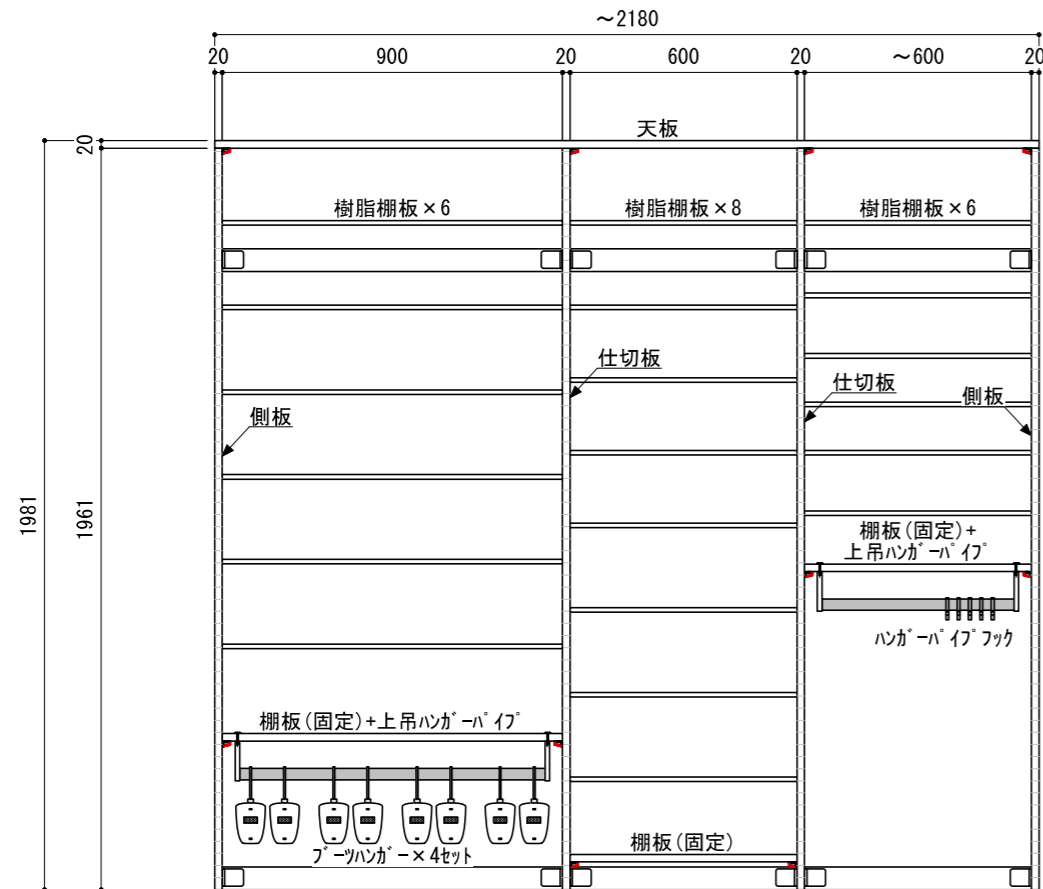 ～2180
20 900 20 600 20 ～600 20
天板
20
樹脂棚板×6 樹脂棚板×8 樹脂棚板×6
仕切板
仕切板
側板
側板
1981
1961
棚板(固定)+
上吊ﾊﾝｶﾞｰﾊﾟｲﾌﾟ
ﾊﾝｶﾞｰﾊﾟｲﾌﾟﾌｯｸ
棚板(固定)+上吊ﾊﾝｶﾞｰﾊﾟｲﾌﾟ
棚板(固定)
ﾌﾞｰﾂﾊﾝｶﾞｰ×4ｾｯﾄ